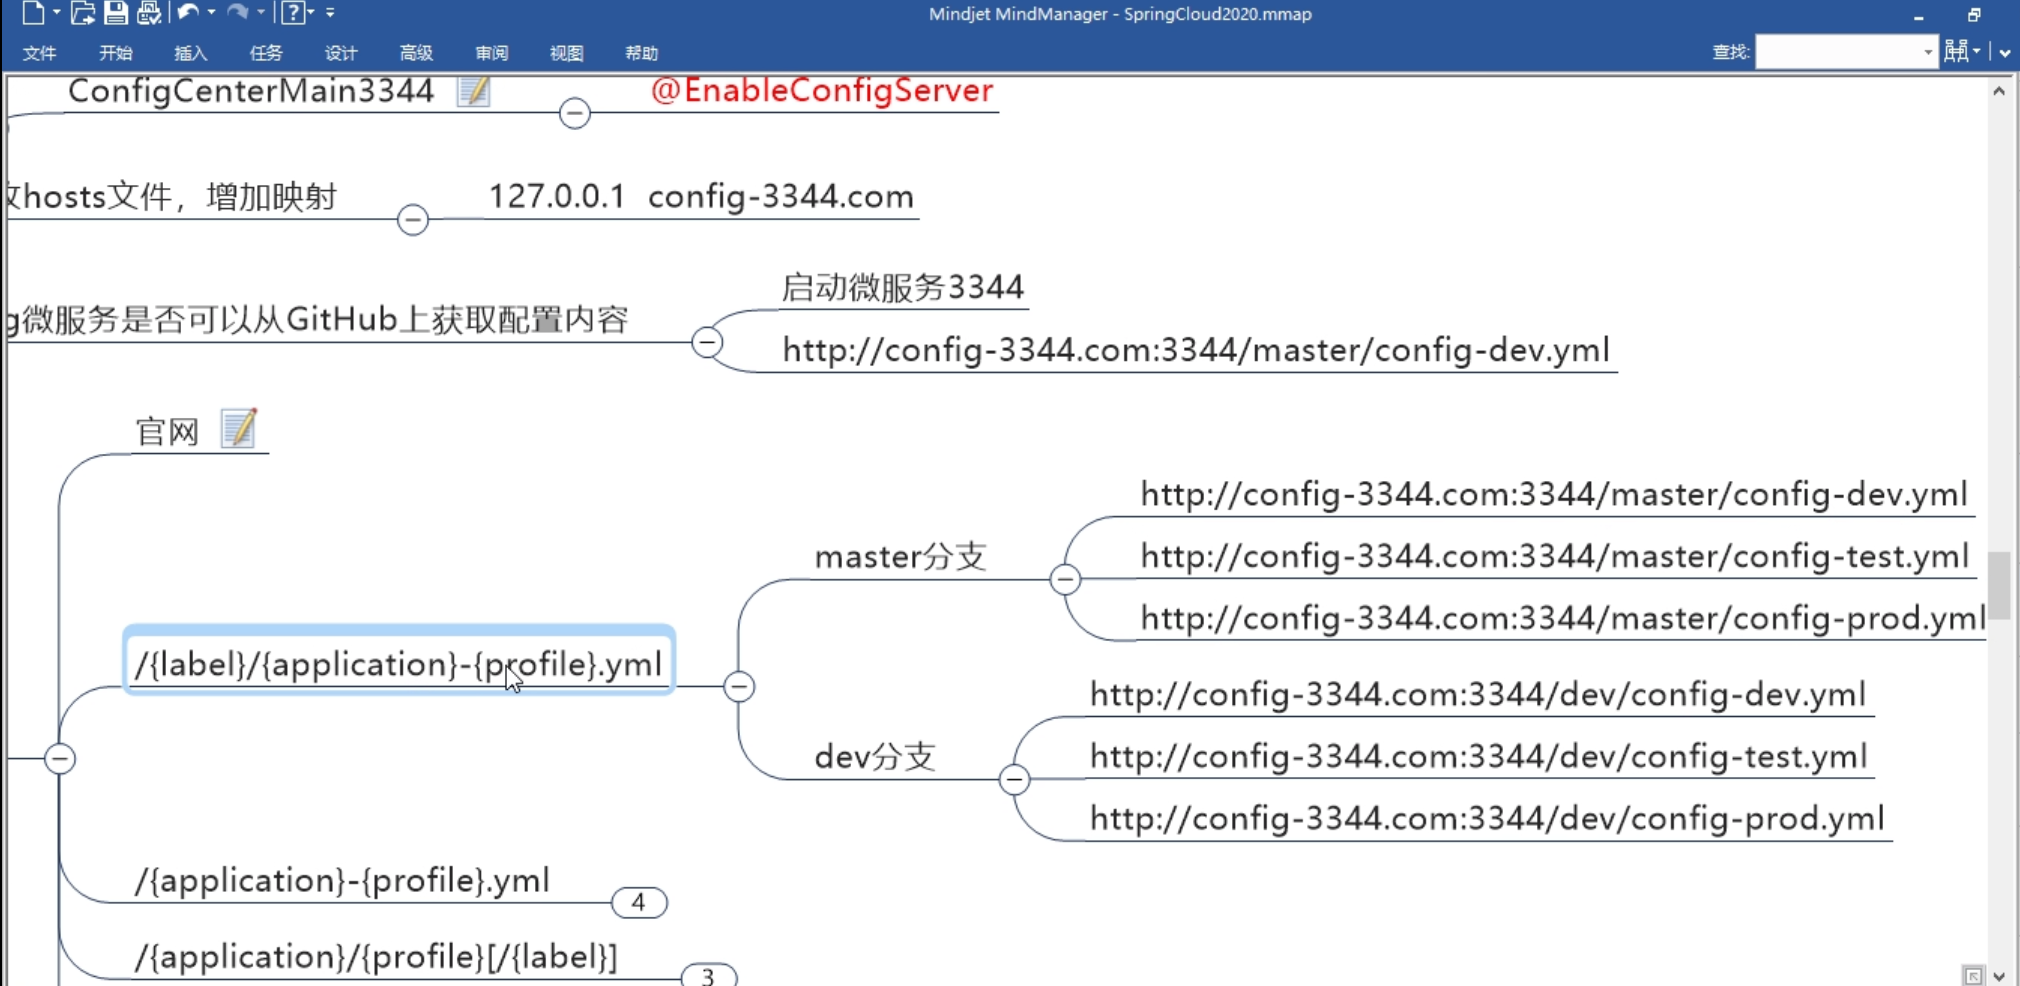 Mindjet MindManager - SpringCloud2020.mmap
文件 开始 插入 任务 设计 高级 审阅 视图 帮助 查找:
ConfigCenterMain3344 @EnableConfigServer
hosts文件，增加映射 127.0.0.1 config-3344.com
启动微服务3344
g微服务是否可以从GitHub上获取配置内容
http://config-3344.com:3344/master/config-dev.yml
官网
http://config-3344.com:3344/master/config-dev.yml
master分支
http://config-3344.com:3344/master/config-test.yml
http://config-3344.com:3344/master/config-prod.yml
/{label}/{application}-{profile}.yml
http://config-3344.com:3344/dev/config-dev.yml
dev分支
http://config-3344.com:3344/dev/config-test.yml
http://config-3344.com:3344/dev/config-prod.yml
/{application}-{profile}.yml 4
/{application}/{profile}[/{label}] 3